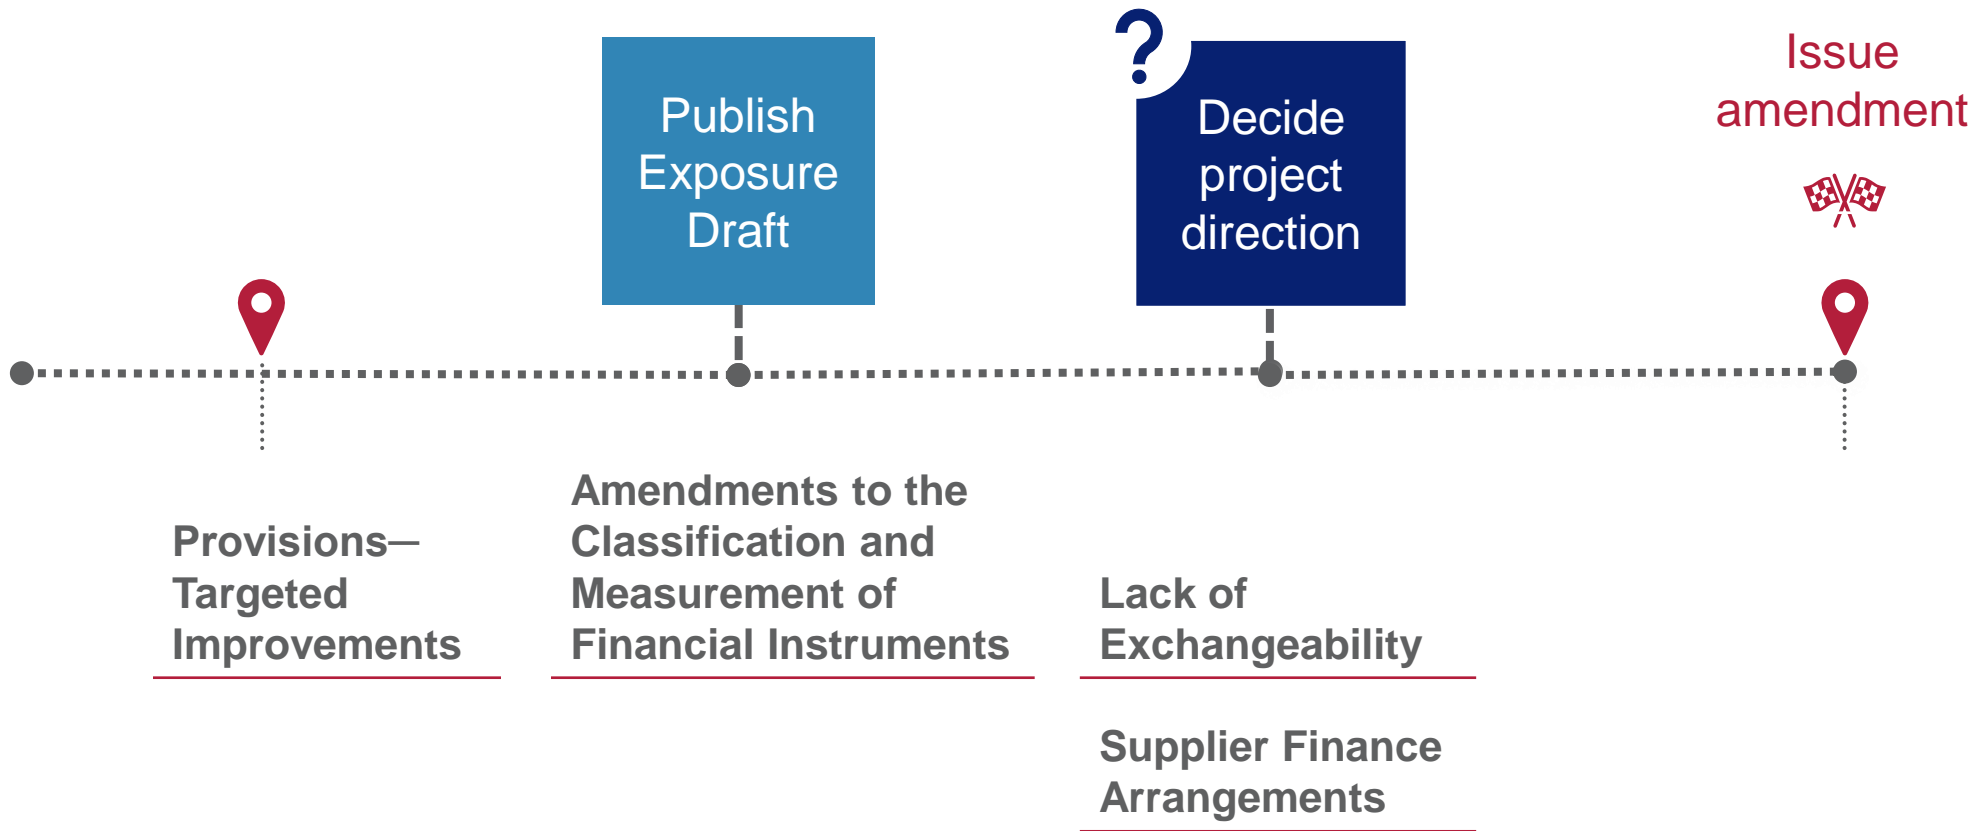 Publish
Exposure
Draft
?
Decide
project
direction
Issue
amendment
Provisions—
Targeted
Improvements
Amendments to the
Classification and
Measurement of
Financial Instruments
Lack of
Exchangeability
Supplier Finance
Arrangements